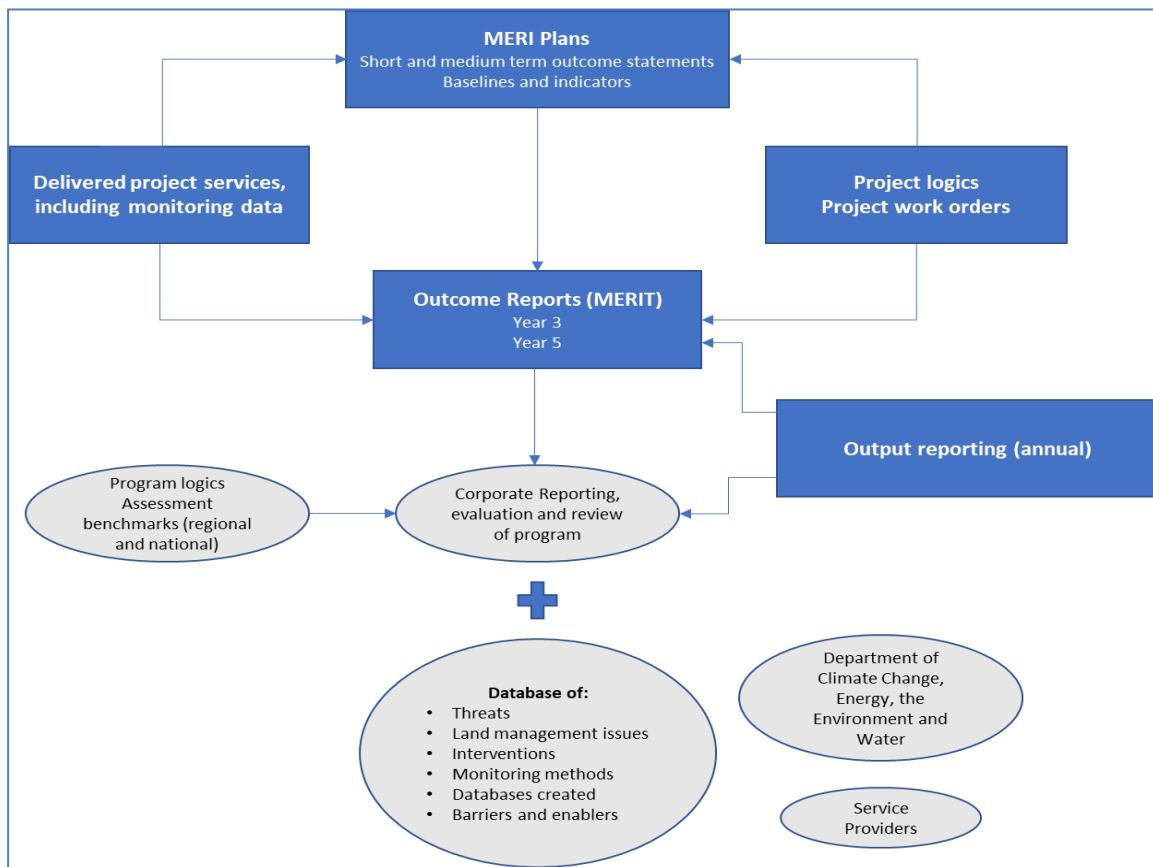 MERI Plans
Short and medium term outcome statements
Baselines and indicators
Delivered project services,
including monitoring data
Project logics
Project work orders
Outcome Reports (MERIT)
Year 3
Year 5
Output reporting (annual)
Program logics
Assessment
benchmarks (regional
and national)
Corporate Reporting,
evaluation and review
of program
Database of:
• Threats
• Land management issues
• Interventions
• Monitoring methods
• Databases created
• Barriers and enablers
Department of
Climate Change,
Energy, the
Environment and
Water
Service
Providers